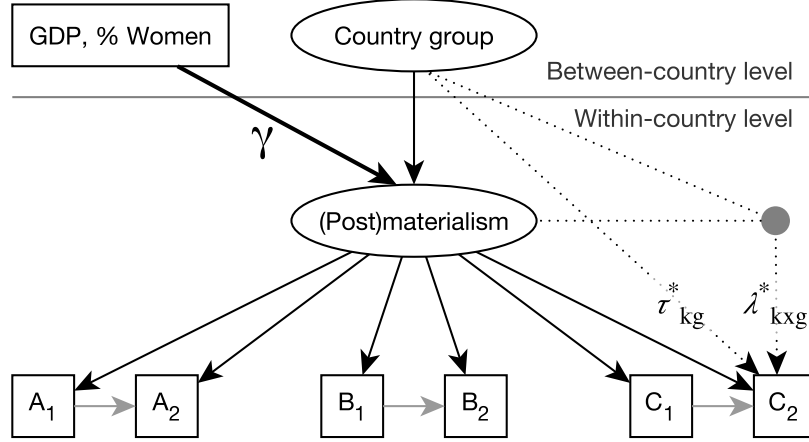 GDP, % Women
Country group
Between-country level
Within-country level
γ
(Post)materialism
τ*kg
λ*kxg
A1
A2
B1
B2
C1
C2